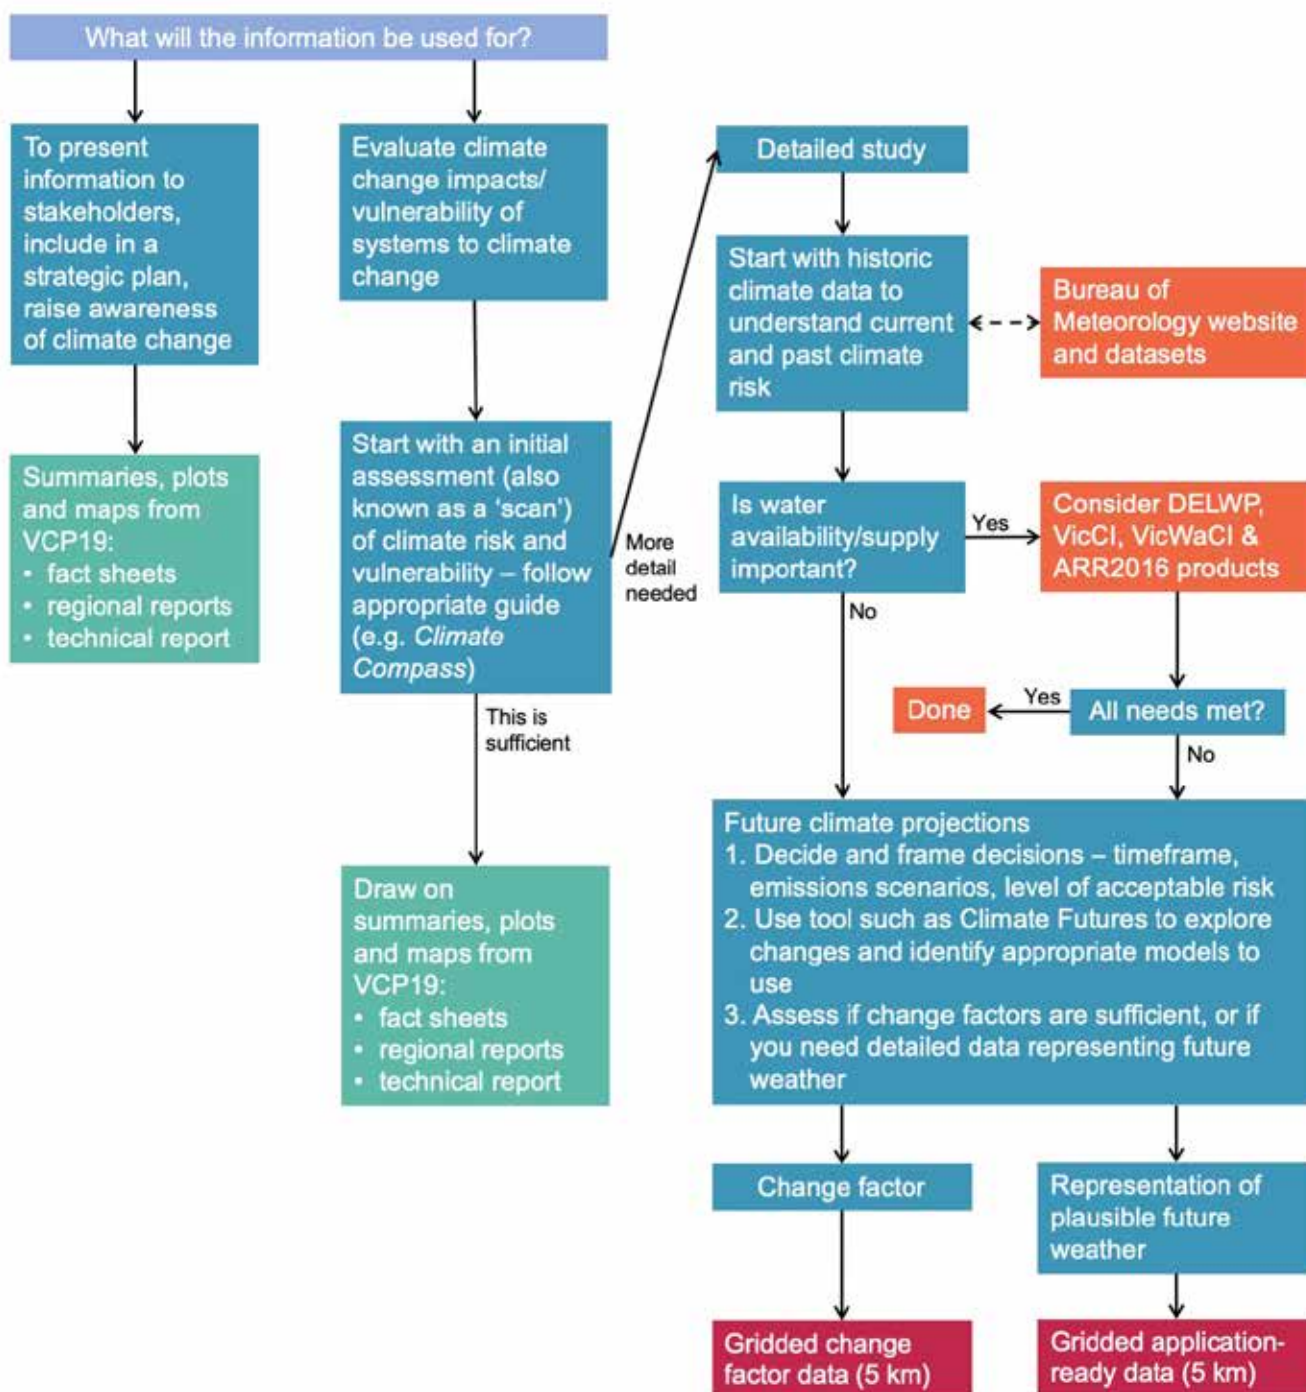 What will the information be used for?
To present
information to
stakeholders,
include in a
strategic plan,
raise awareness
of climate change
Summaries, plots
and maps from
VCP19:
• fact sheets
• regional reports
• technical report
Evaluate climate
change impacts/
vulnerability of
systems to climate
change
Start with an initial
assessment (also
known as a ‘scan’)
of climate risk and
vulnerability – follow
appropriate guide
(e.g. Climate
Compass)
This is
sufficient
Draw on
summaries, plots
and maps from
VCP19:
• fact sheets
• regional reports
• technical report
More
detail
needed
Detailed study
Start with historic
climate data to
understand current
and past climate
risk
Bureau of
Meteorology website
and datasets
Is water
availability/supply
important?
Yes
Consider DELWP,
VicCI, VicWaCI &
ARR2016 products
No
All needs met?
Yes
Done
No
Future climate projections
1. Decide and frame decisions – timeframe,
emissions scenarios, level of acceptable risk
2. Use tool such as Climate Futures to explore
changes and identify appropriate models to
use
3. Assess if change factors are sufficient, or if
you need detailed data representing future
weather
Change factor
Gridded change
factor data (5 km)
Representation of
plausible future
weather
Gridded application-
ready data (5 km)